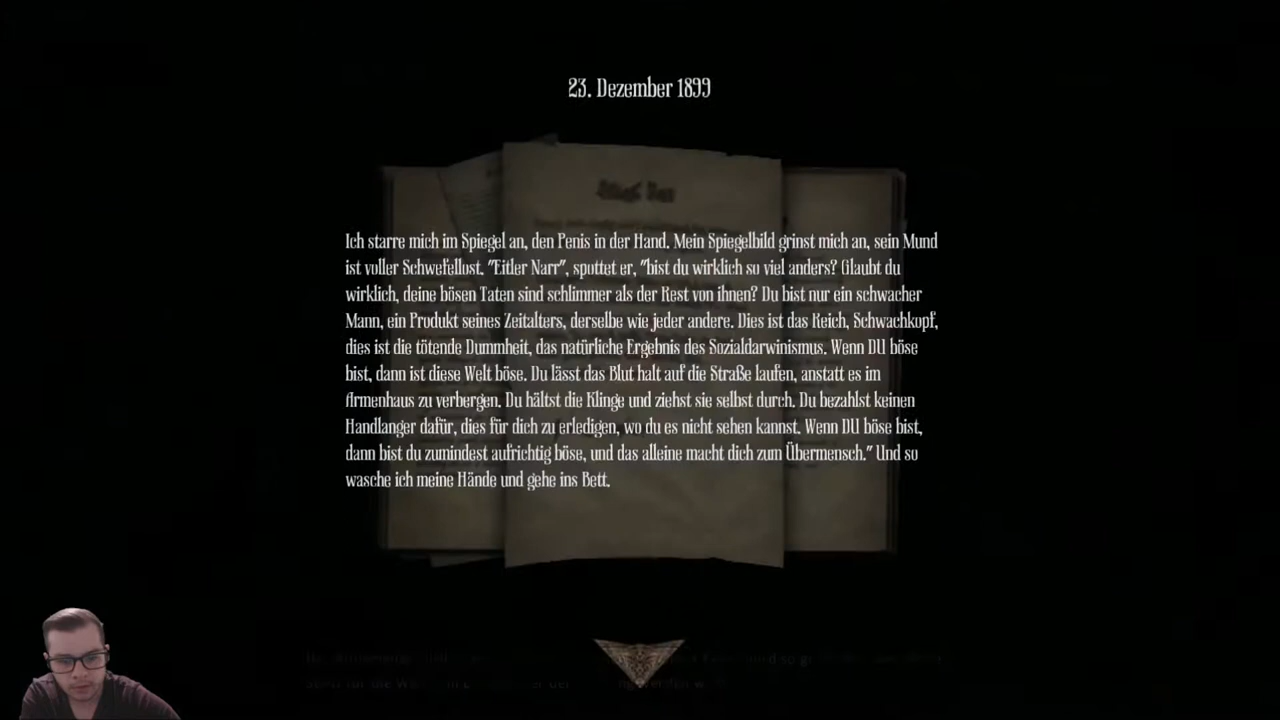 23. Dezember 1899
Ich starre mich im Spiegel an, den Penis in der Hand. Mein Spiegelbild grinst mich an, sein Mund
ist voller Schwefellost. "Eitler Narr", spottet er, "bist du wirklich so viel anders? Glaubt du
wirklich, deine bösen Taten sind schlimmer als der Rest von ihnen? Du bist nur ein schwacher
Mann, ein Produkt seines Zeitalters, derselbe wie jeder andere. Dies ist das Reich, Schwachkopf,
dies ist die tötende Dummheit, das natürliche Ergebnis des Sozialdarwinismus. Wenn DU böse
bist, dann ist diese Welt böse. Du lässt das Blut halt auf die Straße laufen, anstatt es im
Armenhaus zu verbergen. Du hältst die Klinge und ziehst sie selbst durch. Du bezahlst keinen
Handlanger dafür, dies für dich zu erledigen, wo du es nicht sehen kannst. Wenn DU böse bist,
dann bist du zumindest aufrichtig böse, und das alleine macht dich zum Übermensch." Und so
wasche ich meine Hände und gehe ins Bett.